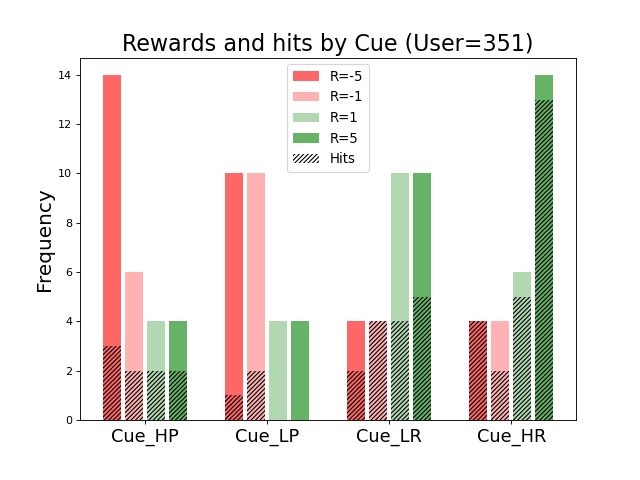 Rewards and hits by Cue (User=351)
R=-5
R=-1
R=1
R=5
Hits
Frequency
14
12
10
8
6
4
2
0
Cue_HP
Cue_LP
Cue_LR
Cue_HR